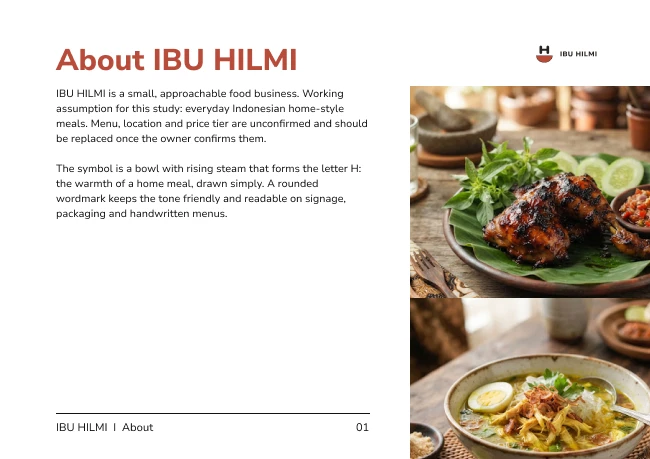 About IBU HILMI
IBU HILMI
IBU HILMI is a small, approachable food business. Working
assumption for this study: everyday Indonesian home-style
meals. Menu, location and price tier are unconfirmed and should
be replaced once the owner confirms them.
The symbol is a bowl with rising steam that forms the letter H:
the warmth of a home meal, drawn simply. A rounded
wordmark keeps the tone friendly and readable on signage,
packaging and handwritten menus.
IBU HILMI I About
01